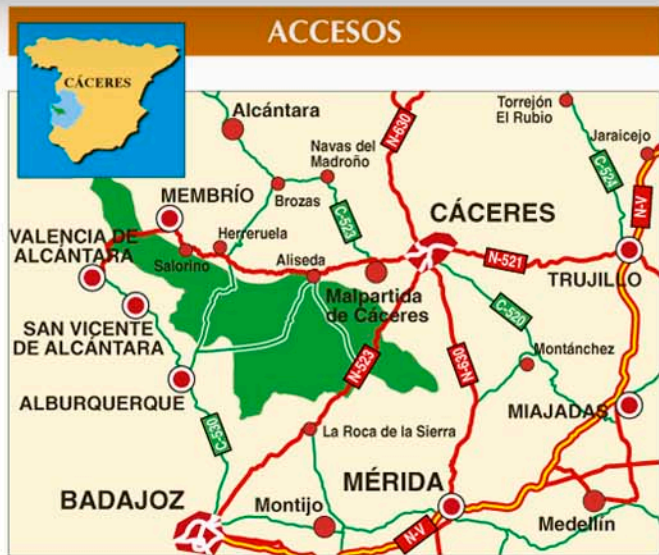 ACCESOS
CÁCERES
Alcántara
N-630
Torrejón
El Rubio
Jaraicejo
Navas del
Madroño
C-524
N-V
MEMBRÍO
Brozas
C-523
CÁCERES
VALENCIA DE
ALCÁNTARA
Herreruela
Salorino
Aliseda
N-521
TRUJILLO
Malpartida
de Cáceres
C-520
SAN VICENTE
DE ALCÁNTARA
N-523
N-630
Montánchez
ALBURQUERQUE
MIAJADAS
C-530
La Roca de la Sierra
BADAJOZ
Montijo
MÉRIDA
N-V
Medellín